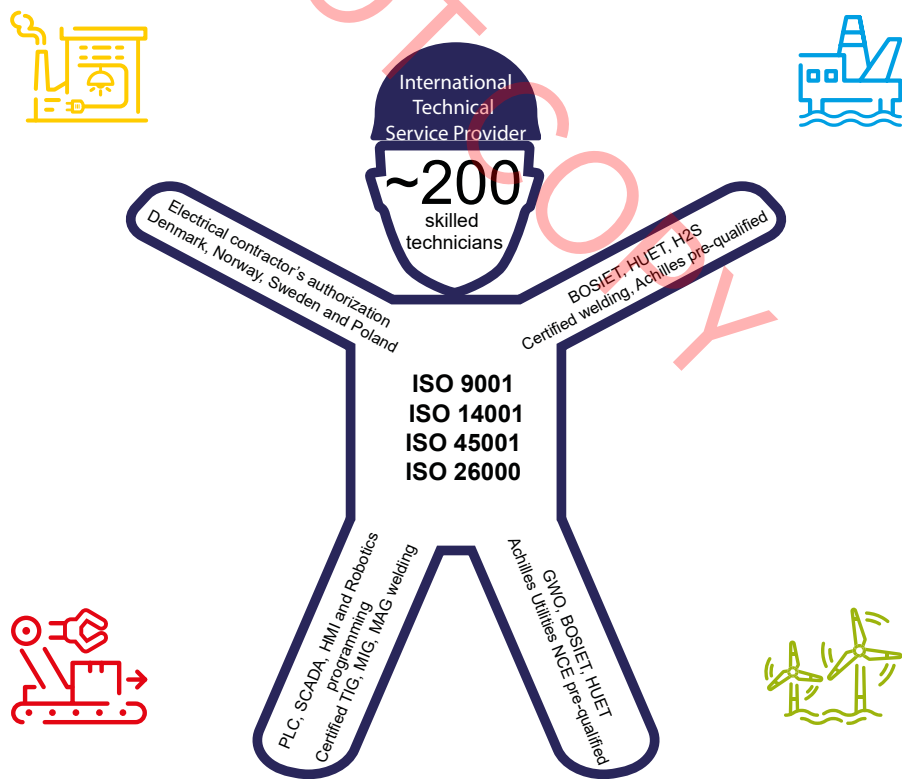 OT COPY
International
Technical
Service Provider
~200
skilled
technicians
Electrical contractor's authorization
Denmark, Norway, Sweden and Poland
BOSIET, HUET, H2S
Certified welding, Achilles pre-qualified
ISO 9001
ISO 14001
ISO 45001
ISO 26000
PLC, SCADA, HMI and Robotics
programming
Certified TIG, MIG, MAG welding
GWO, BOSIET, HUET
Achilles Utilities NCE pre-qualified